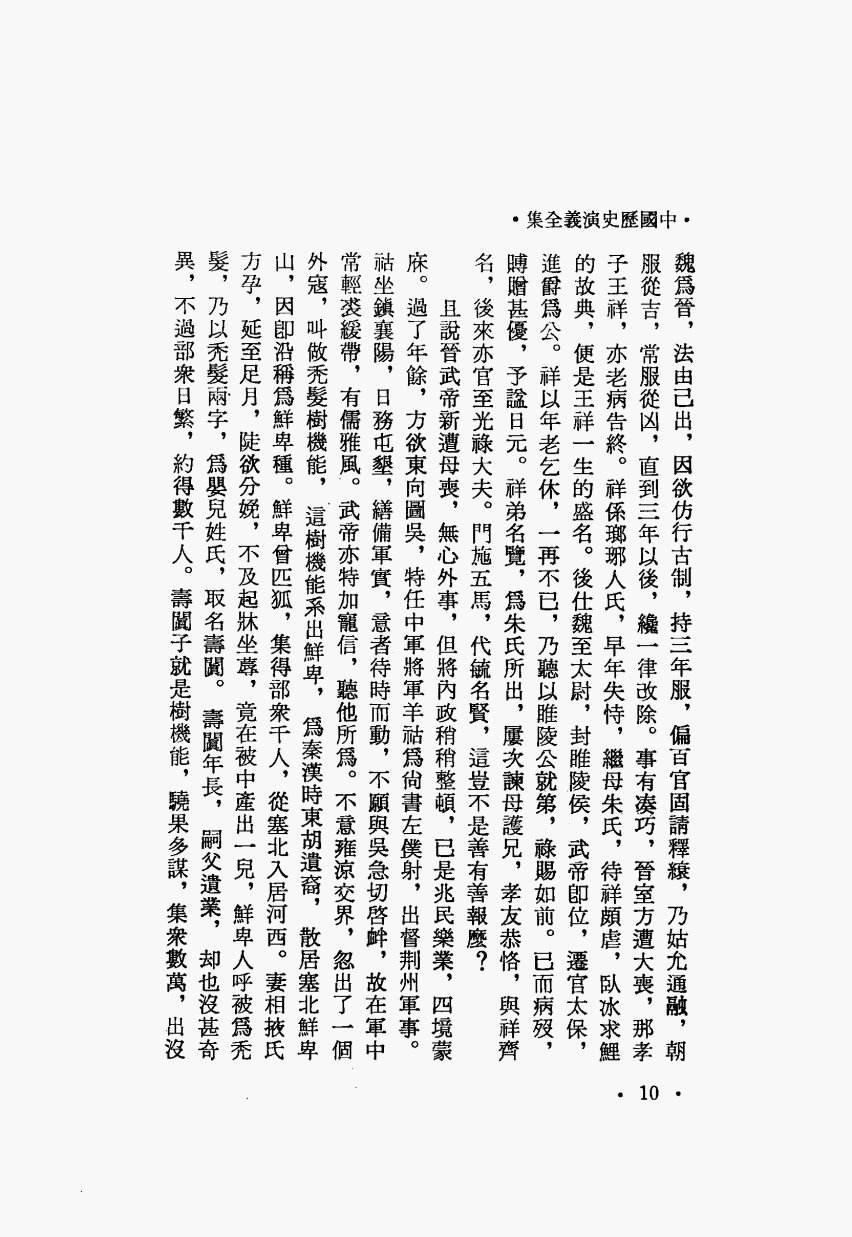 ·中國歷史演義全集·
魏爲晉，法由己出，因欲仿行古制，持三年服，偏百官固請釋縗，乃姑允通融，朝
服從吉，常服從凶，直到三年以後，纔一律改除。事有湊巧，晉室方遭大喪，那孝
子王祥，亦老病告終。祥係瑯琊人氏，早年失恃，繼母朱氏，待祥頗虐，臥冰求鯉
的故典，便是王祥一生的盛名。後仕魏至太尉，封睢陵侯，武帝卽位，遷官太保，
進爵爲公。祥以年老乞休，一再不已，乃聽以睢陵公就第，祿賜如前。已而病歿，
賻贈甚優，予諡曰元。祥弟名覽，爲朱氏所出，屢次諫母護兄，孝友恭恪，與祥齊
名，後來亦官至光祿大夫。門施五馬，代毓名賢，這豈不是善有善報麼？
且說晉武帝新遭母喪，無心外事，但將內政稍稍整頓，已是兆民樂業，四境蒙
庥。過了年餘，方欲東向圖吳，特任中軍將軍羊祜爲尙書左僕射，出督荆州軍事。
祜坐鎭襄陽，日務屯墾，繕備軍實，意者待時而動，不願與吳急切啓衅，故在軍中
常輕裘緩帶，有儒雅風。武帝亦特加寵信，聽他所爲。不意雍涼交界，忽出了一個
外寇，叫做禿髮樹機能，這樹機能系出鮮卑，爲秦漢時東胡遺裔，散居塞北鮮卑
山，因卽沿稱爲鮮卑種。鮮卑曾匹狐，集得部衆千人，從塞北入居河西。妻相掖氏
方孕，延至足月，陡欲分娩，不及起牀坐蓐，竟在被中產出一兒，鮮卑人呼被爲禿
髮，乃以禿髮兩字，爲嬰兒姓氏，取名壽闐。壽闐年長，嗣父遺業，却也沒甚奇
異，不過部衆日繁，約得數千人。壽闐子就是樹機能，驍果多謀，集衆數萬，出沒
·10·